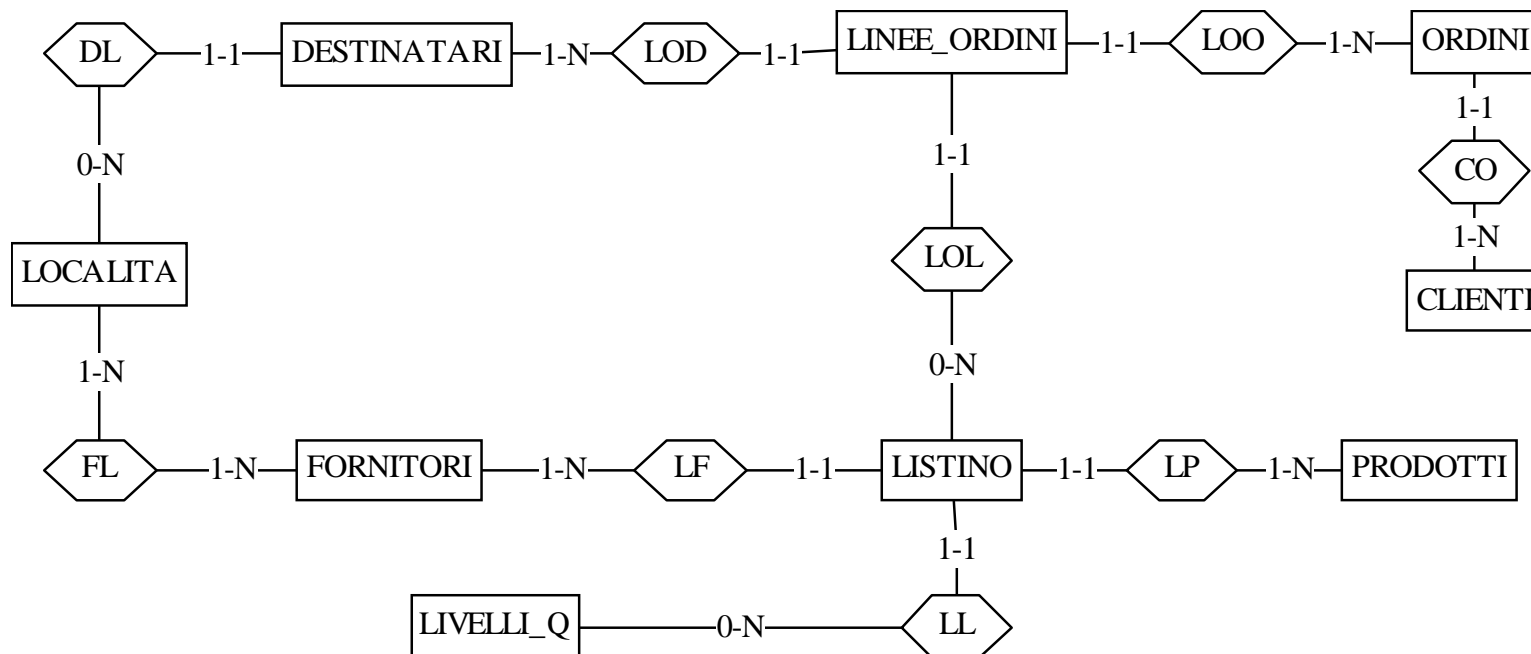 DL 1-1 DESTINATARI 1-N LOD 1-1 LINEE_ORDINI 1-1 LOO 1-N ORDINI
1-1
0-N 1-1 CO
1-N
LOCALITA LOL CLIENTI
1-N 0-N
FL 1-N FORNITORI 1-N LF 1-1 LISTINO 1-1 LP 1-N PRODOTTI
1-1
LIVELLI_Q 0-N LL